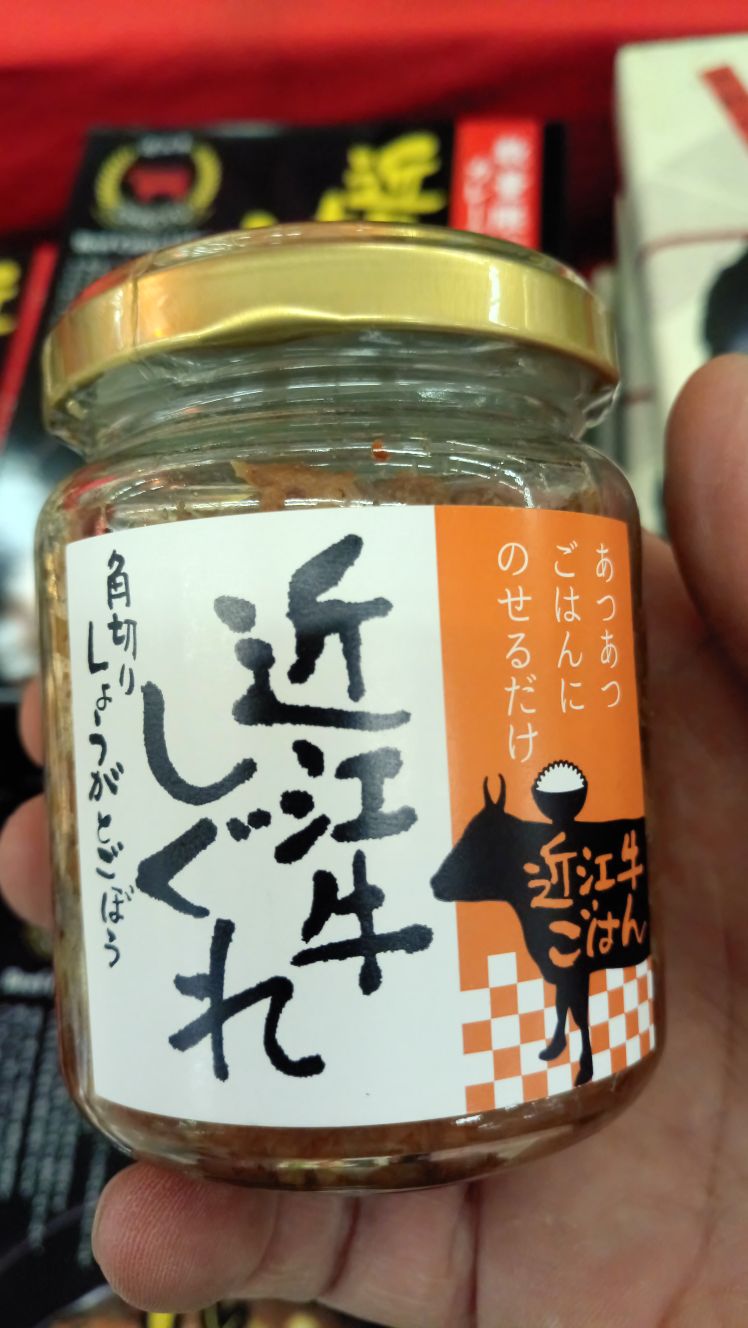 あつあつ
ごはんに
のせるだけ
近江牛
ごはん
近江牛
しぐれ
角切り
しょうがとごぼう
近